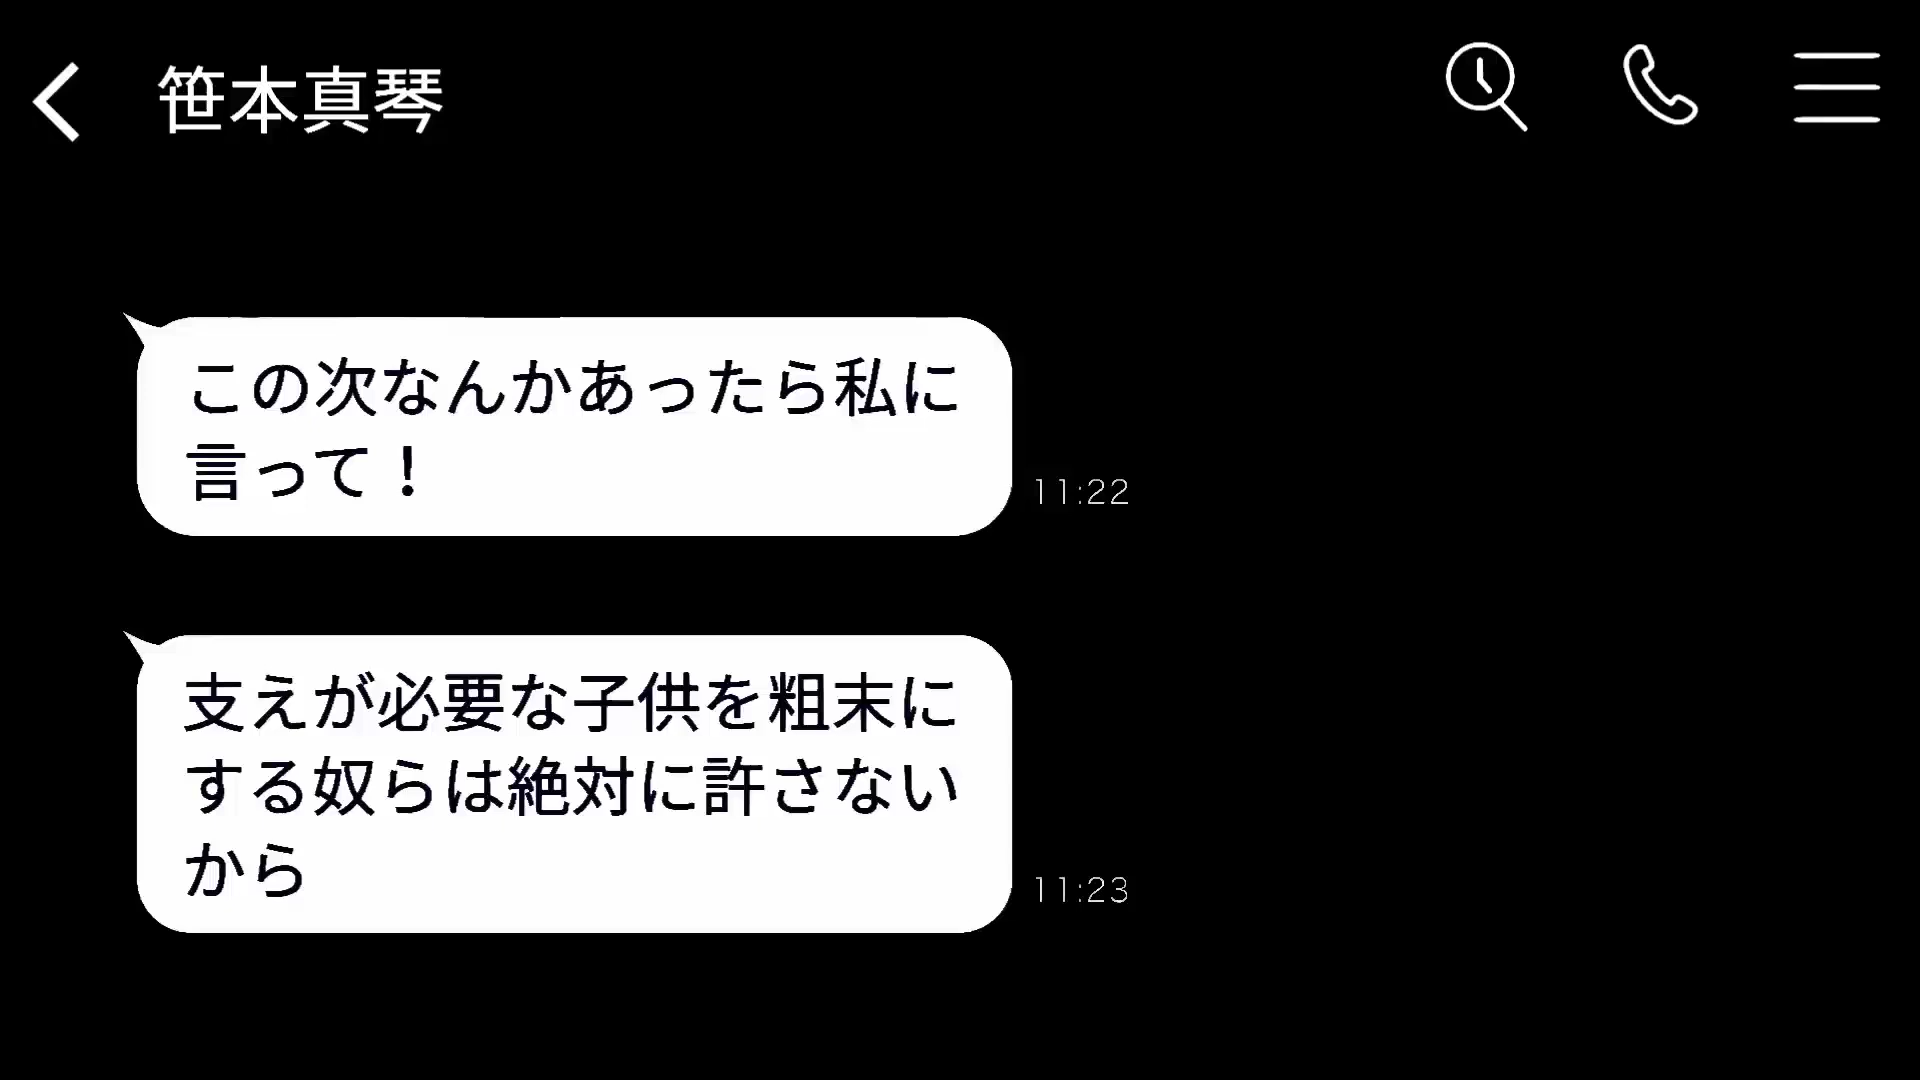 笹本真琴
この次なんかあったら私に
言って！
11:22
支えが必要な子供を粗末に
する奴らは絶対に許さない
から
11:23